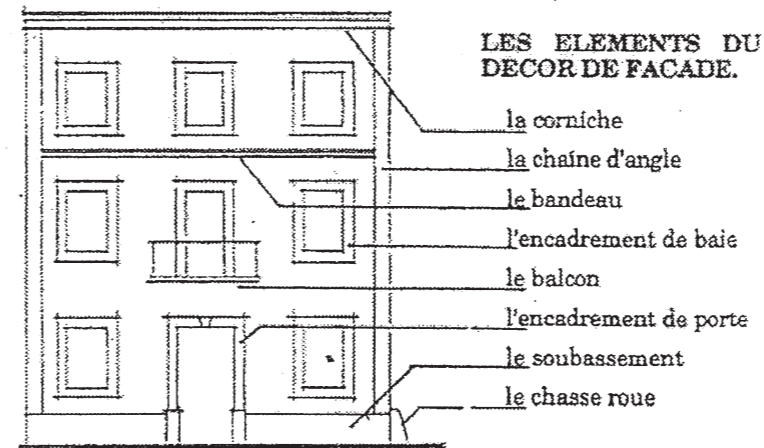 LES ELEMENTS DU
DECOR DE FACADE.
la corniche
la chaîne d'angle
le bandeau
l'encadrement de baie
le balcon
l'encadrement de porte
le soubassement
le chasse roue